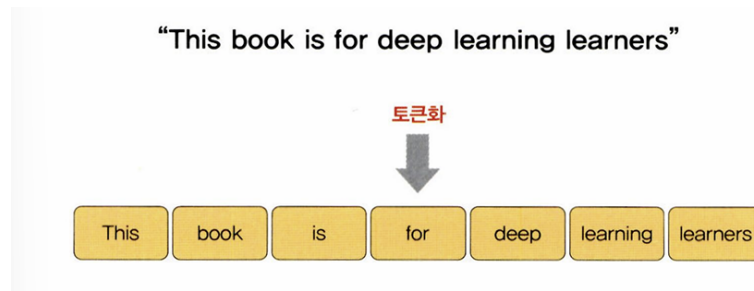 “This book is for deep learning learners”
토큰화
This book is for deep learning learners